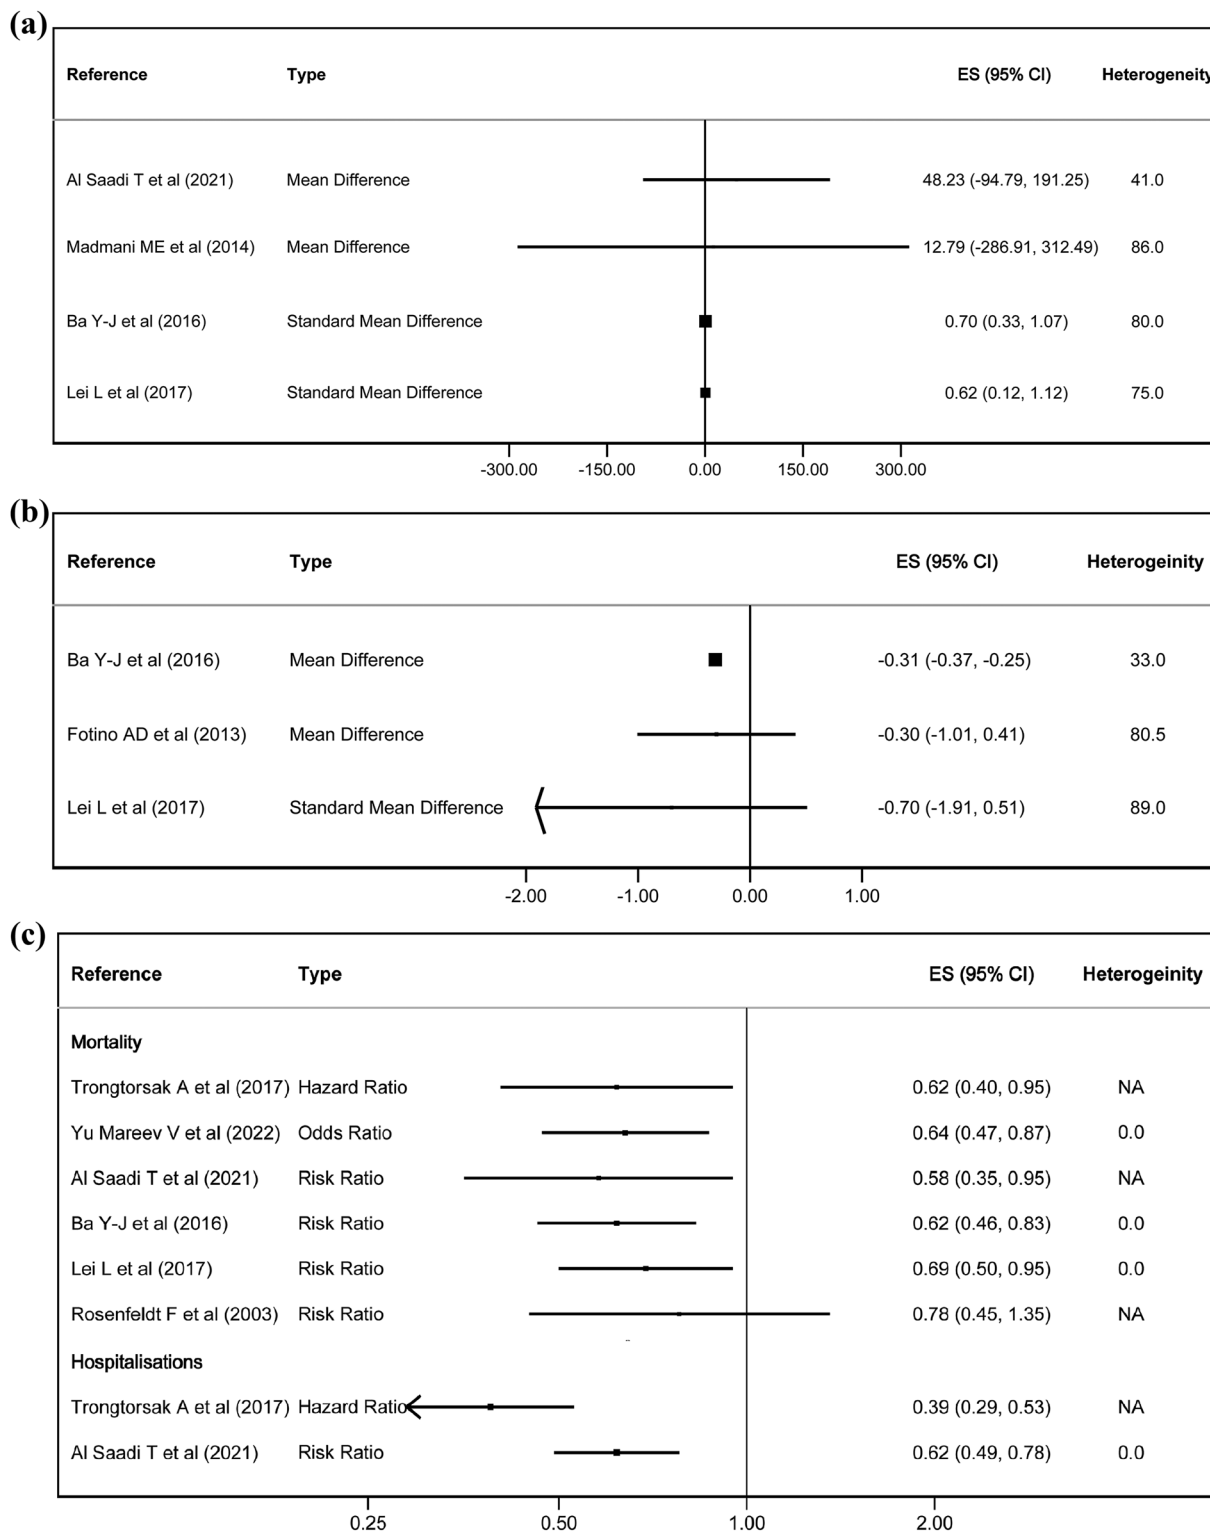 (a)
Reference Type ES (95% CI) Heterogeneity
Al Saadi T et al (2021) Mean Difference 48.23 (-94.79, 191.25) 41.0
Madmani ME et al (2014) Mean Difference 12.79 (-286.91, 312.49) 86.0
Ba Y-J et al (2016) Standard Mean Difference 0.70 (0.33, 1.07) 80.0
Lei L et al (2017) Standard Mean Difference 0.62 (0.12, 1.12) 75.0
-300.00 -150.00 0.00 150.00 300.00
(b)
Reference Type ES (95% CI) Heterogeinity
Ba Y-J et al (2016) Mean Difference -0.31 (-0.37, -0.25) 33.0
Fotino AD et al (2013) Mean Difference -0.30 (-1.01, 0.41) 80.5
Lei L et al (2017) Standard Mean Difference -0.70 (-1.91, 0.51) 89.0
-2.00 -1.00 0.00 1.00
(c)
Reference Type ES (95% CI) Heterogeinity
Mortality
Trongtorsak A et al (2017) Hazard Ratio 0.62 (0.40, 0.95) NA
Yu Mareev V et al (2022) Odds Ratio 0.64 (0.47, 0.87) 0.0
Al Saadi T et al (2021) Risk Ratio 0.58 (0.35, 0.95) NA
Ba Y-J et al (2016) Risk Ratio 0.62 (0.46, 0.83) 0.0
Lei L et al (2017) Risk Ratio 0.69 (0.50, 0.95) 0.0
Rosenfeldt F et al (2003) Risk Ratio 0.78 (0.45, 1.35) NA
Hospitalisations
Trongtorsak A et al (2017) Hazard Ratio 0.39 (0.29, 0.53) NA
Al Saadi T et al (2021) Risk Ratio 0.62 (0.49, 0.78) 0.0
0.25 0.50 1.00 2.00